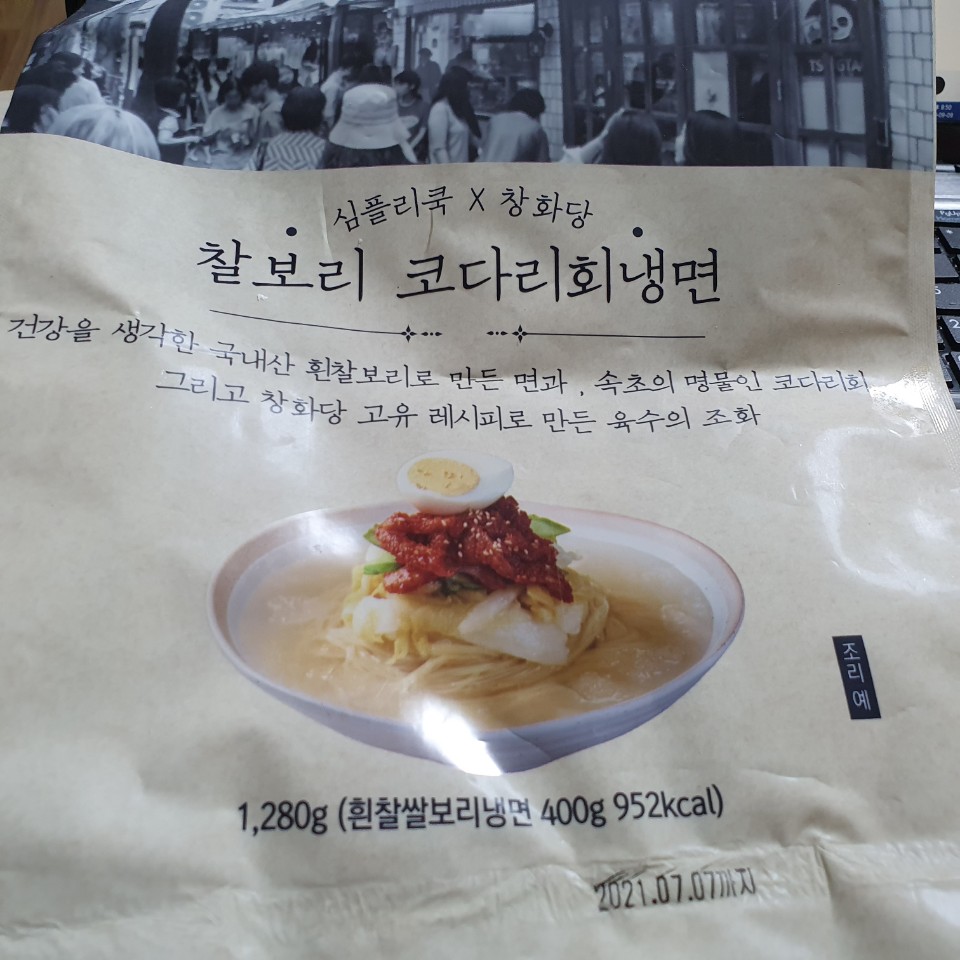 심플리쿡 X 창화당
찰보리 코다리회냉면
건강을 생각한 국내산 흰찰보리로 만든 면과, 속초의 명물인 코다리회
그리고 창화당 고유 레시피로 만든 육수의 조화
조리예
1,280g (흰찰쌀보리냉면 400g 952kcal)
2021.07.07까지